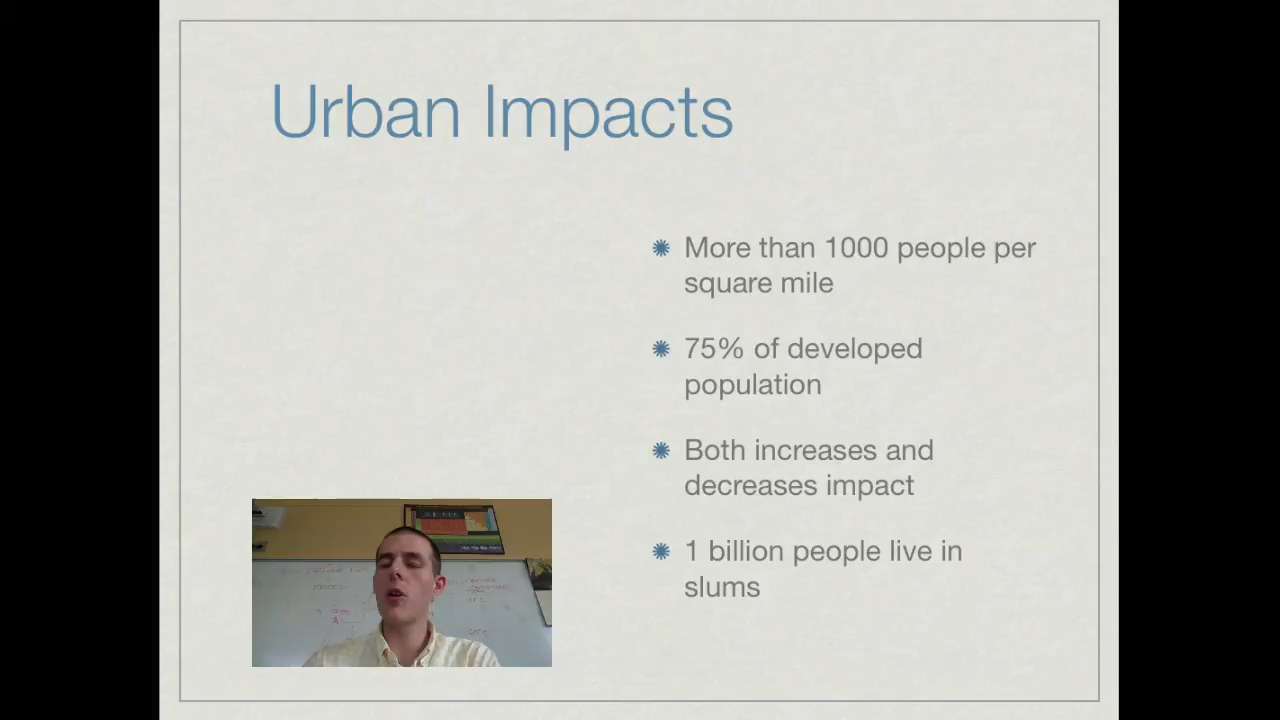 Urban Impacts
More than 1000 people per
square mile
75% of developed
population
Both increases and
decreases impact
1 billion people live in
slums